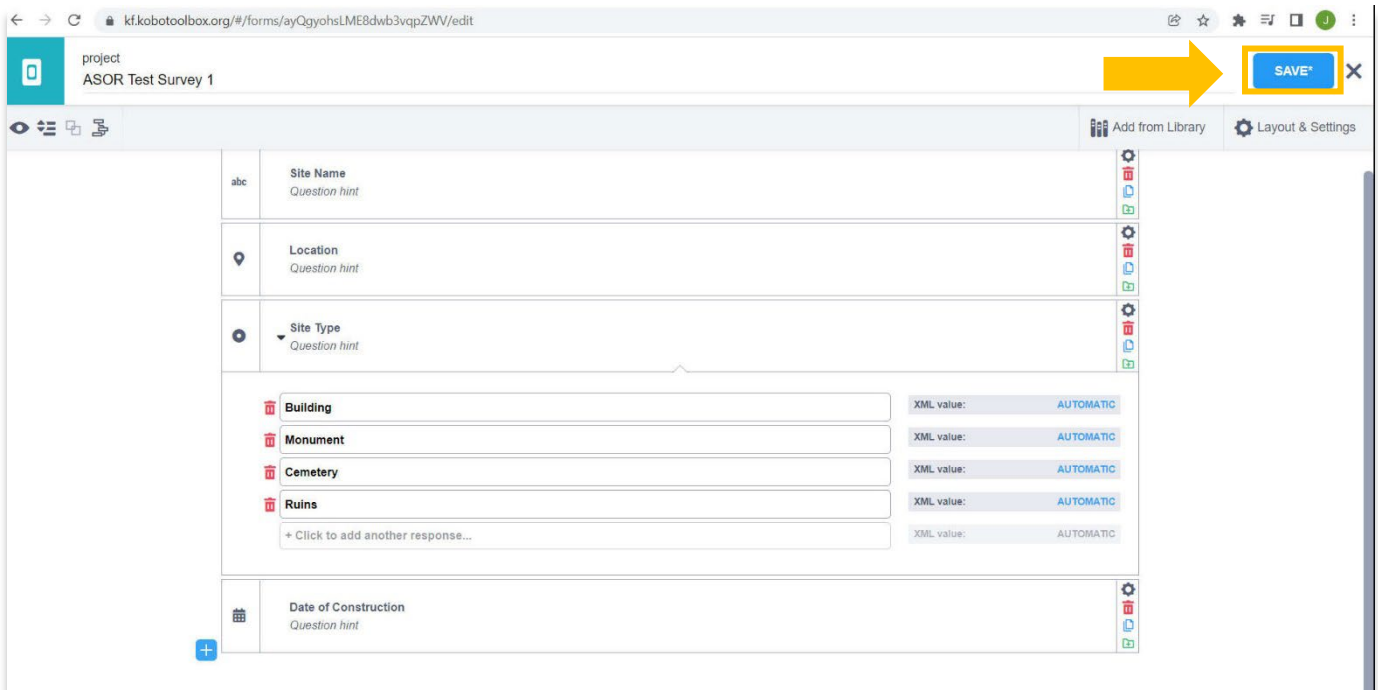 kf.kobotoolbox.org/#/forms/ayQgyohsLME8dwb3vqpZWV/edit
J
project
ASOR Test Survey 1
SAVE*
Add from Library
Layout & Settings
abc
Site Name
Question hint
Location
Question hint
Site Type
Question hint
Building XML value: AUTOMATIC
Monument XML value: AUTOMATIC
Cemetery XML value: AUTOMATIC
Ruins XML value: AUTOMATIC
+ Click to add another response... XML value: AUTOMATIC
Date of Construction
Question hint